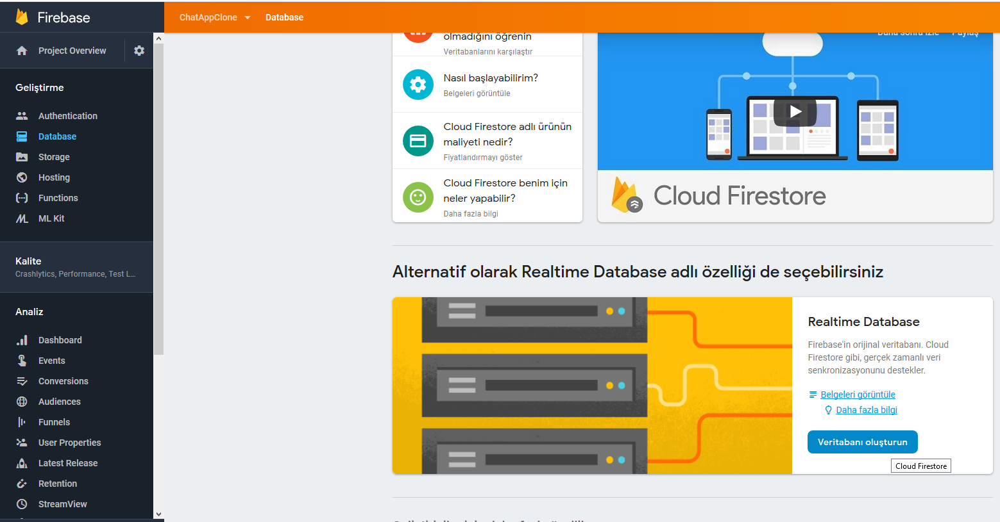 Firebase
ChatAppClone
Database
Project Overview
Geliştirme
Authentication
Database
Storage
Hosting
Functions
ML Kit
Kalite
Crashlytics, Performance, Test L...
Analiz
Dashboard
Events
Conversions
Audiences
Funnels
User Properties
Latest Release
Retention
StreamView
olmadığını öğrenin
Veritabanlarını karşılaştır
Nasıl başlayabilirim?
Belgeleri görüntüle
Cloud Firestore adlı ürünün
maliyeti nedir?
Fiyatlandırmayı göster
Cloud Firestore benim için
neler yapabilir?
Daha fazla bilgi
Daha sonra izle
Paylaş
Cloud Firestore
Alternatif olarak Realtime Database adlı özelliği de seçebilirsiniz
Realtime Database
Firebase'in orijinal veritabanı. Cloud
Firestore gibi, gerçek zamanlı veri
senkronizasyonunu destekler.
Belgeleri görüntüle
Daha fazla bilgi
Veritabanı oluşturun
Cloud Firestore